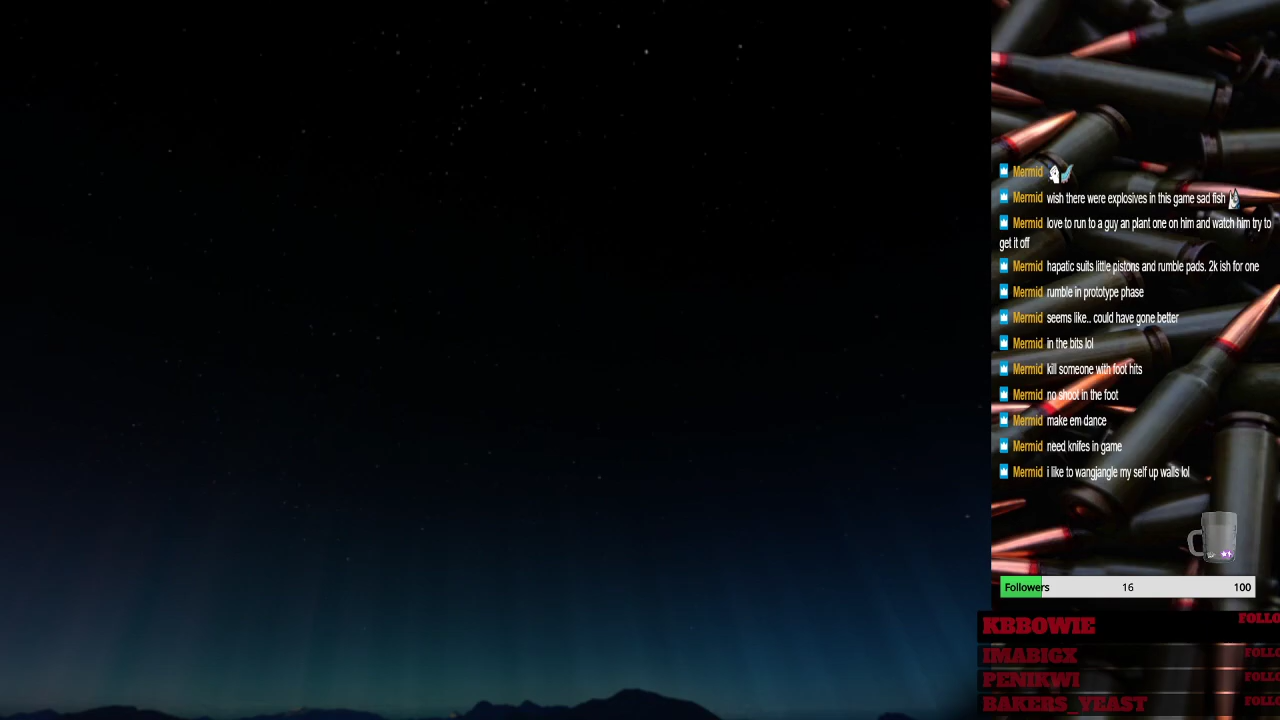 Mermid
Mermid wish there were explosives in this game sad fish
Mermid love to run to a guy an plant one on him and watch him try to
get it off
Mermid hapatic suits little pistons and rumble pads. 2k ish for one
Mermid rumble in prototype phase
Mermid seems like.. could have gone better
Mermid in the bits lol
Mermid kill someone with foot hits
Mermid no shoot in the foot
Mermid make em dance
Mermid need knifes in game
Mermid i like to wangjangle my self up walls lol
Followers 16 100
KBBOWIE FOLLO
IMABIGX FOLLO
PENIKWI FOLLO
BAKERS_YEAST FOLLO